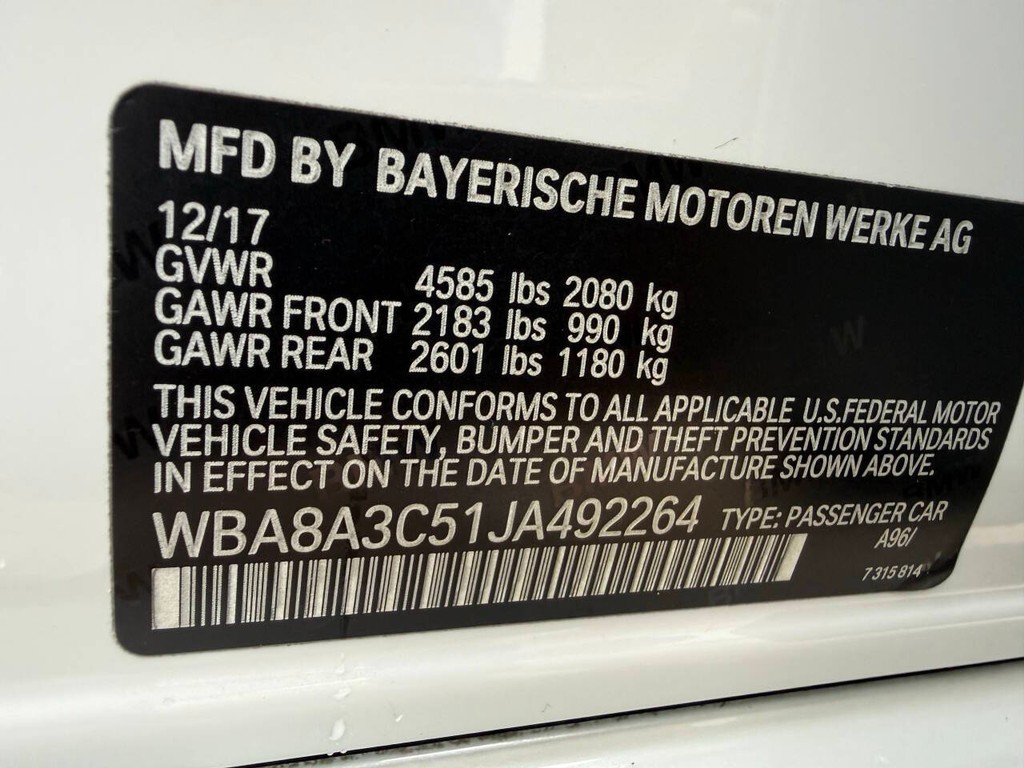 MFD BY BAYERISCHE MOTOREN WERKE AG
12/17
GVWR 4585 lbs 2080 kg
GAWR FRONT 2183 lbs 990 kg
GAWR REAR 2601 lbs 1180 kg
THIS VEHICLE CONFORMS TO ALL APPLICABLE U.S.FEDERAL MOTOR
VEHICLE SAFETY, BUMPER AND THEFT PREVENTION STANDARDS
IN EFFECT ON THE DATE OF MANUFACTURE SHOWN ABOVE.
WBA8A3C51JA492264 TYPE: PASSENGER CAR
A96/
7 315 814